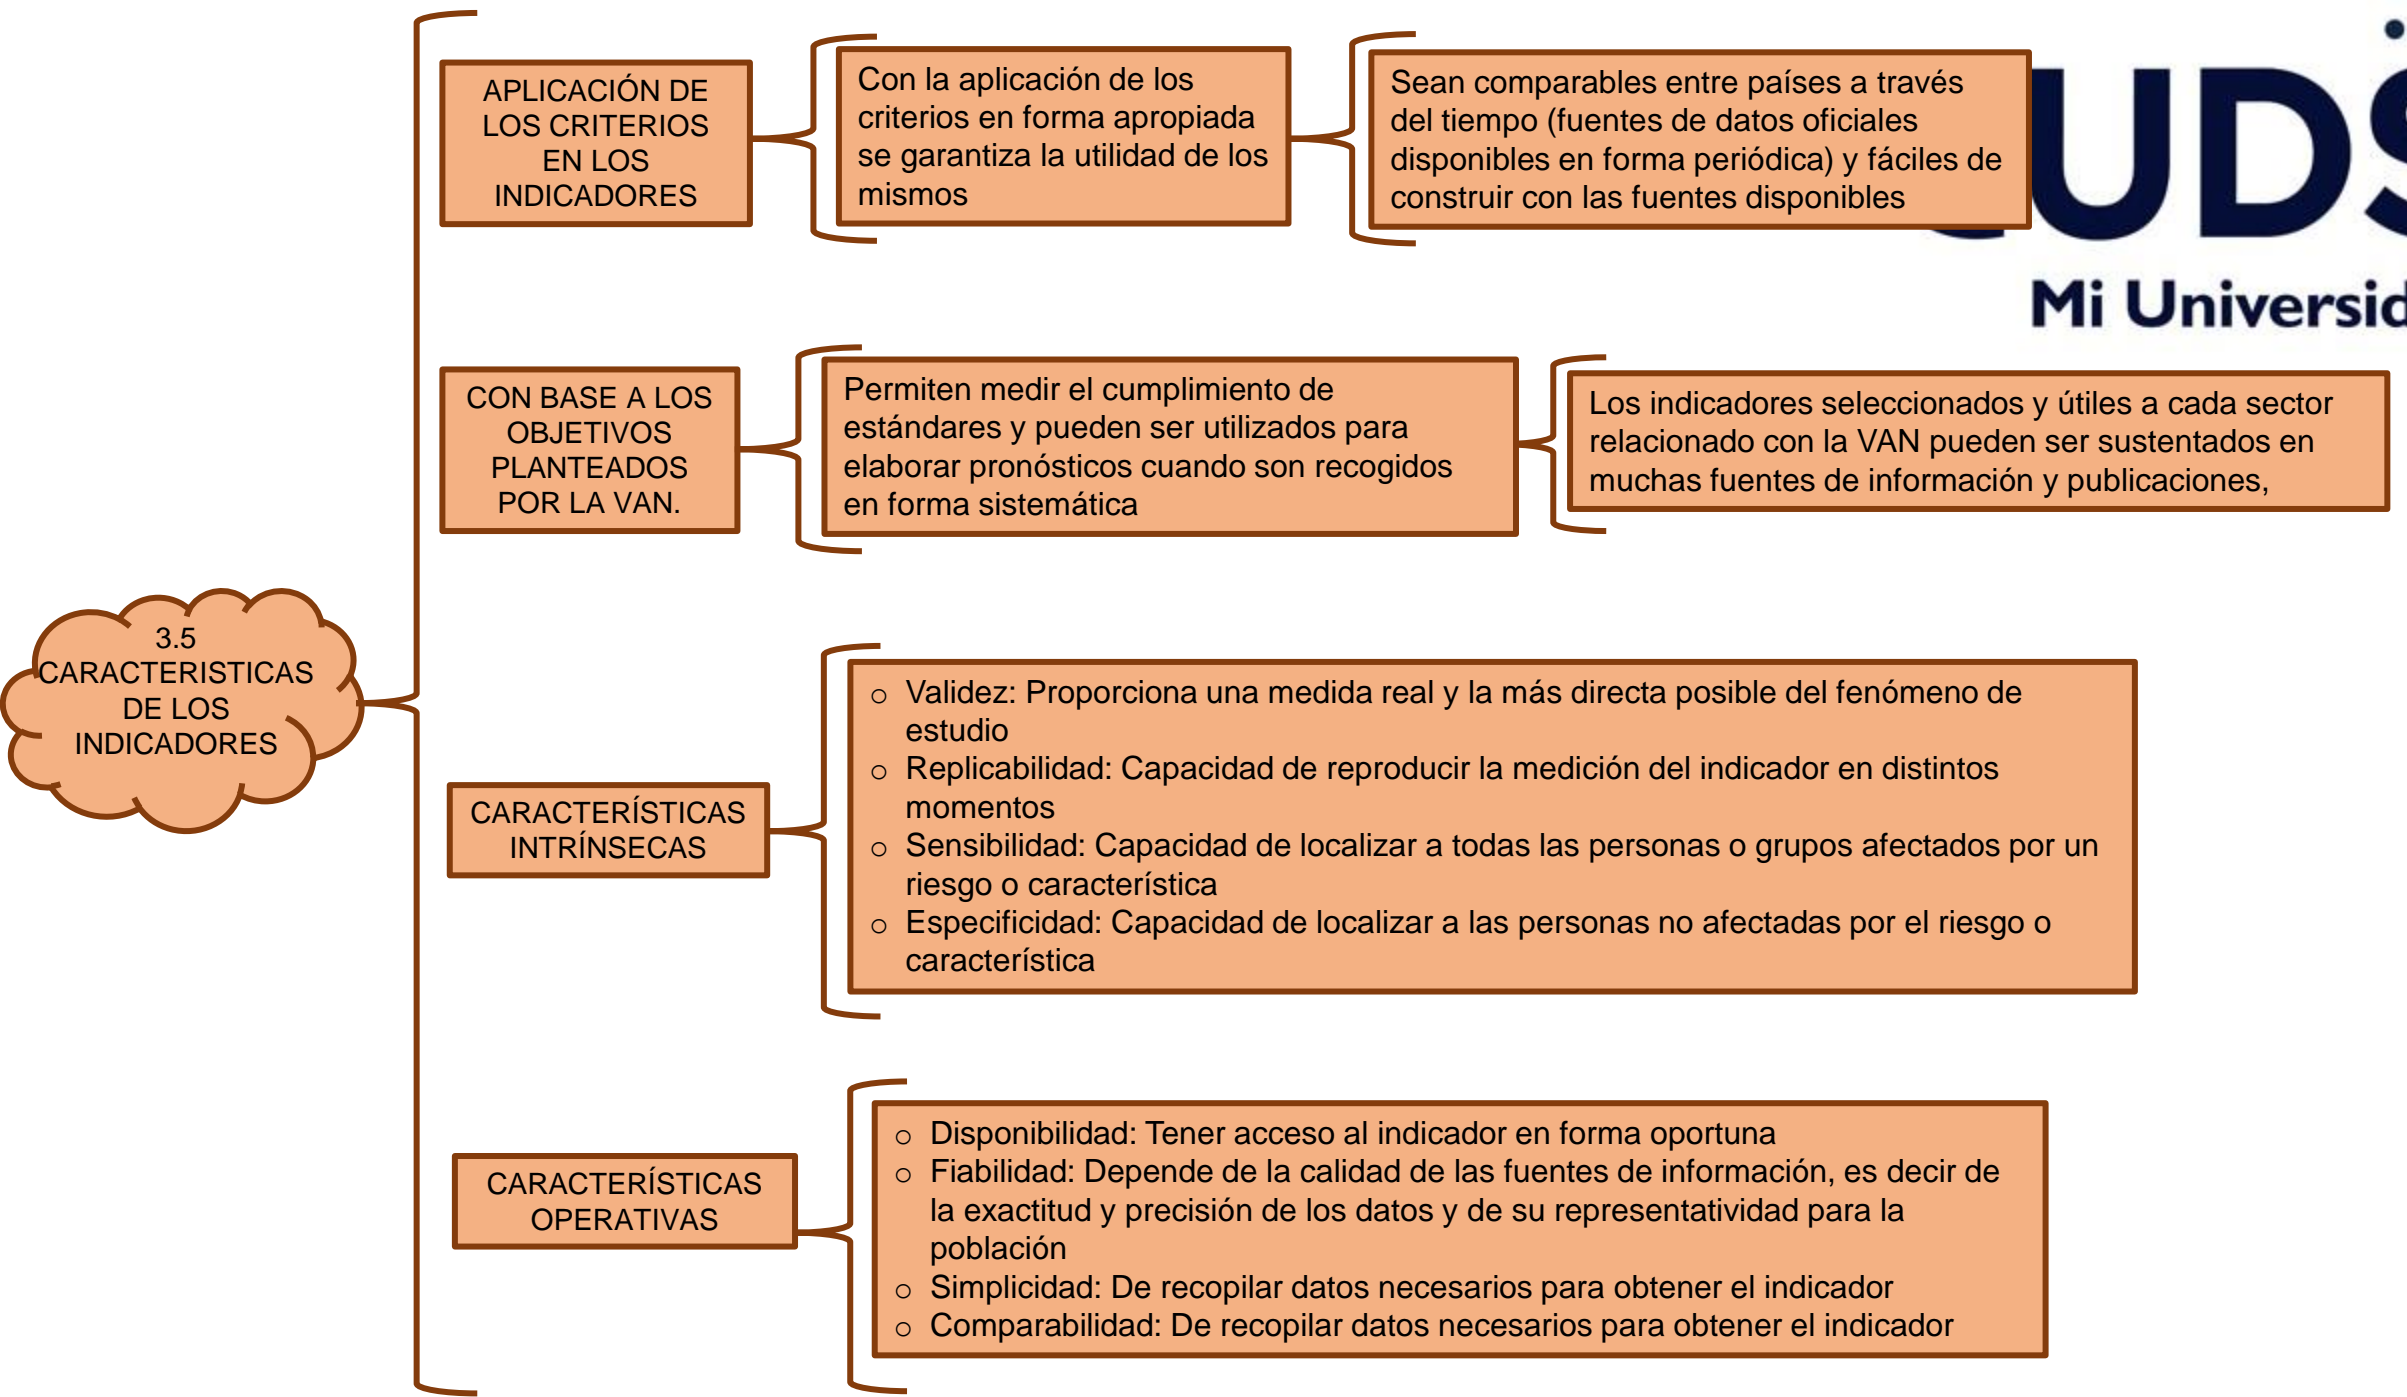 APLICACIÓN DE
LOS CRITERIOS
EN LOS
INDICADORES
Con la aplicación de los
criterios en forma apropiada
se garantiza la utilidad de los
mismos
Sean comparables entre países a través
del tiempo (fuentes de datos oficiales
disponibles en forma periódica) y fáciles de
construir con las fuentes disponibles
UDS
Mi Universid
CON BASE A LOS
OBJETIVOS
PLANTEADOS
POR LA VAN.
Permiten medir el cumplimiento de
estándares y pueden ser utilizados para
elaborar pronósticos cuando son recogidos
en forma sistemática
Los indicadores seleccionados y útiles a cada sector
relacionado con la VAN pueden ser sustentados en
muchas fuentes de información y publicaciones,
3.5
CARACTERISTICAS
DE LOS
INDICADORES
CARACTERÍSTICAS
INTRÍNSECAS
o Validez: Proporciona una medida real y la más directa posible del fenómeno de
estudio
o Replicabilidad: Capacidad de reproducir la medición del indicador en distintos
momentos
o Sensibilidad: Capacidad de localizar a todas las personas o grupos afectados por un
riesgo o característica
o Especificidad: Capacidad de localizar a las personas no afectadas por el riesgo o
característica
CARACTERÍSTICAS
OPERATIVAS
o Disponibilidad: Tener acceso al indicador en forma oportuna
o Fiabilidad: Depende de la calidad de las fuentes de información, es decir de
la exactitud y precisión de los datos y de su representatividad para la
población
o Simplicidad: De recopilar datos necesarios para obtener el indicador
o Comparabilidad: De recopilar datos necesarios para obtener el indicador